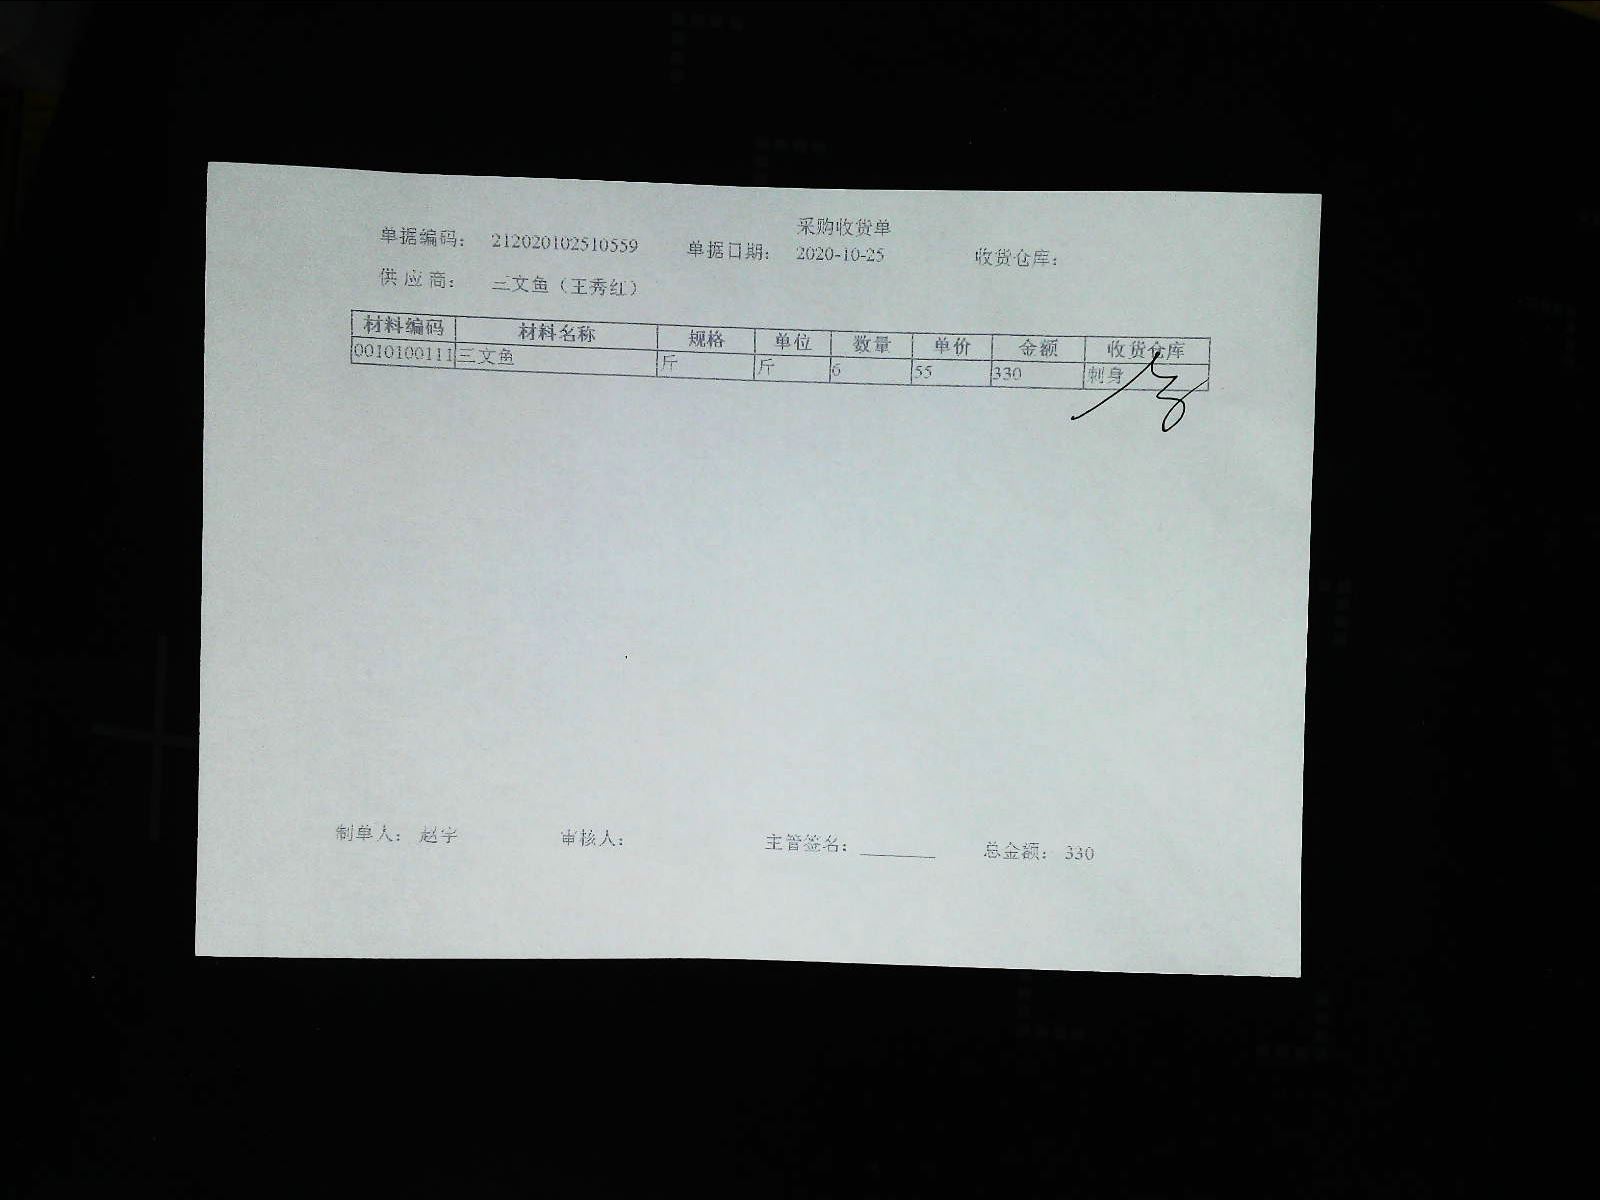 采购收货单
单据编码： 212020102510559 单据日期： 2020-10-25 收货仓库：
供应商： 三文鱼（王秀红）
材料编码 材料名称 规格 单位 数量 单价 金额 收货仓库
0010100111 三文鱼 斤 斤 6 55 330 刺身
制单人： 赵宇 审核人： 主管签名： 总金额： 330